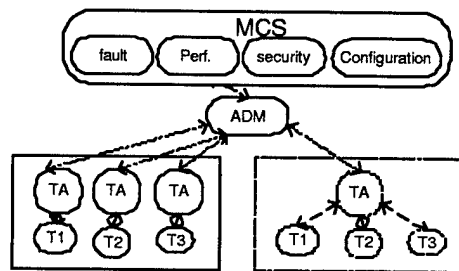 MCS
fault Perf. security Configuration
ADM
TA TA TA TA
T1 T2 T3 T1 T2 T3